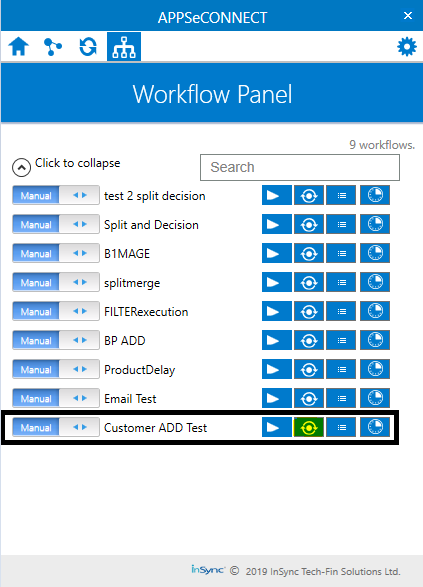 APPSeCONNECT
Workflow Panel
9 workflows.
Click to collapse
Search
Manual test 2 split decision
Manual Split and Decision
Manual B1MAGE
Manual splitmerge
Manual FILTERexecution
Manual BP ADD
Manual ProductDelay
Manual Email Test
Manual Customer ADD Test
InSync © 2019 InSync Tech-Fin Solutions Ltd.